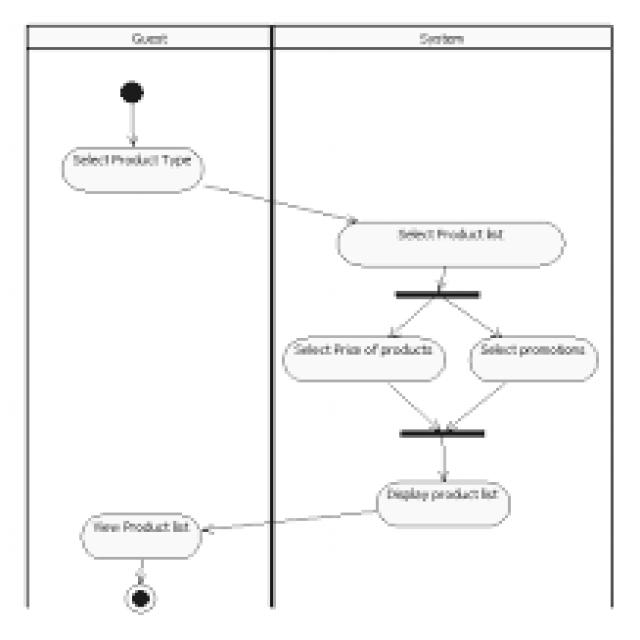 Guest
System
Select Product Type
Select Product list
Select Price of products
Select promotions
Display product list
View Product list